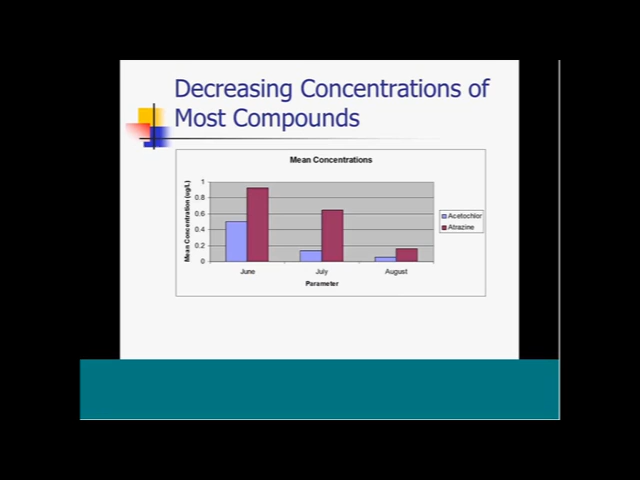 Decreasing Concentrations of
Most Compounds
Mean Concentrations
Mean Concentration (ug/L)
1
0.8
0.6
0.4
0.2
0
June July August
Parameter
Acetochlor
Atrazine